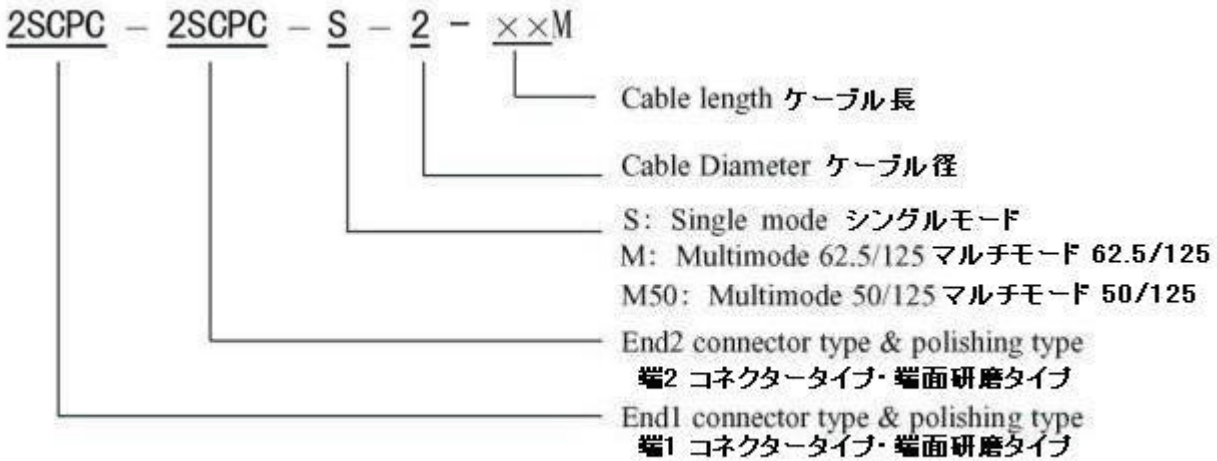 2SCPC - 2SCPC - S - 2 - ××M
Cable length ケーブル長
Cable Diameter ケーブル径
S: Single mode シングルモード
M: Multimode 62.5/125 マルチモード 62.5/125
M50: Multimode 50/125 マルチモード 50/125
End2 connector type & polishing type
端2 コネクタータイプ・端面研磨タイプ
End1 connector type & polishing type
端1 コネクタータイプ・端面研磨タイプ